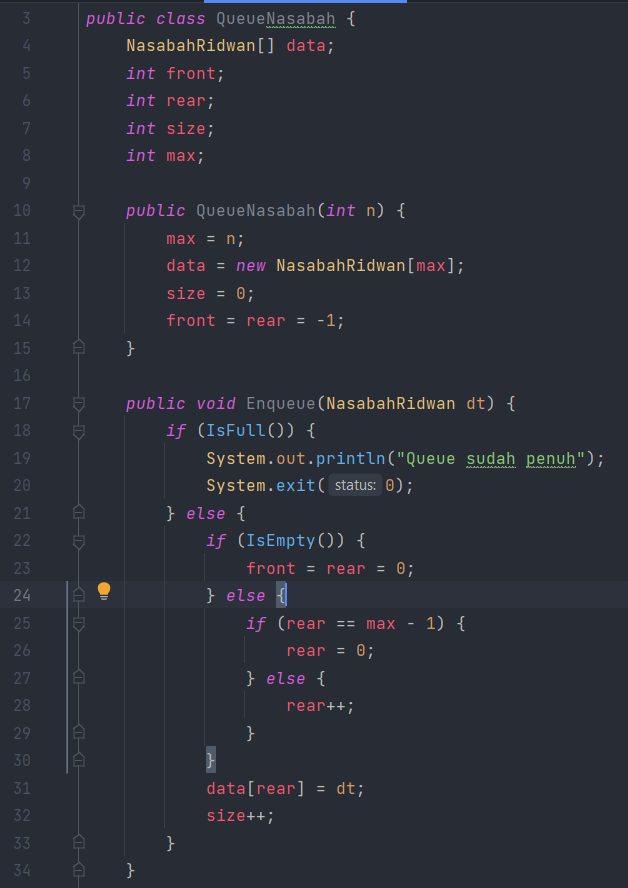 3 public class QueueNasabah {
4 NasabahRidwan[] data;
5 int front;
6 int rear;
7 int size;
8 int max;
9
10 public QueueNasabah(int n) {
11 max = n;
12 data = new NasabahRidwan[max];
13 size = 0;
14 front = rear = -1;
15 }
16
17 public void Enqueue(NasabahRidwan dt) {
18 if (IsFull()) {
19 System.out.println("Queue sudah penuh");
20 System.exit( status: 0);
21 } else {
22 if (IsEmpty()) {
23 front = rear = 0;
24 } else {
25 if (rear == max - 1) {
26 rear = 0;
27 } else {
28 rear++;
29 }
30 }
31 data[rear] = dt;
32 size++;
33 }
34 }